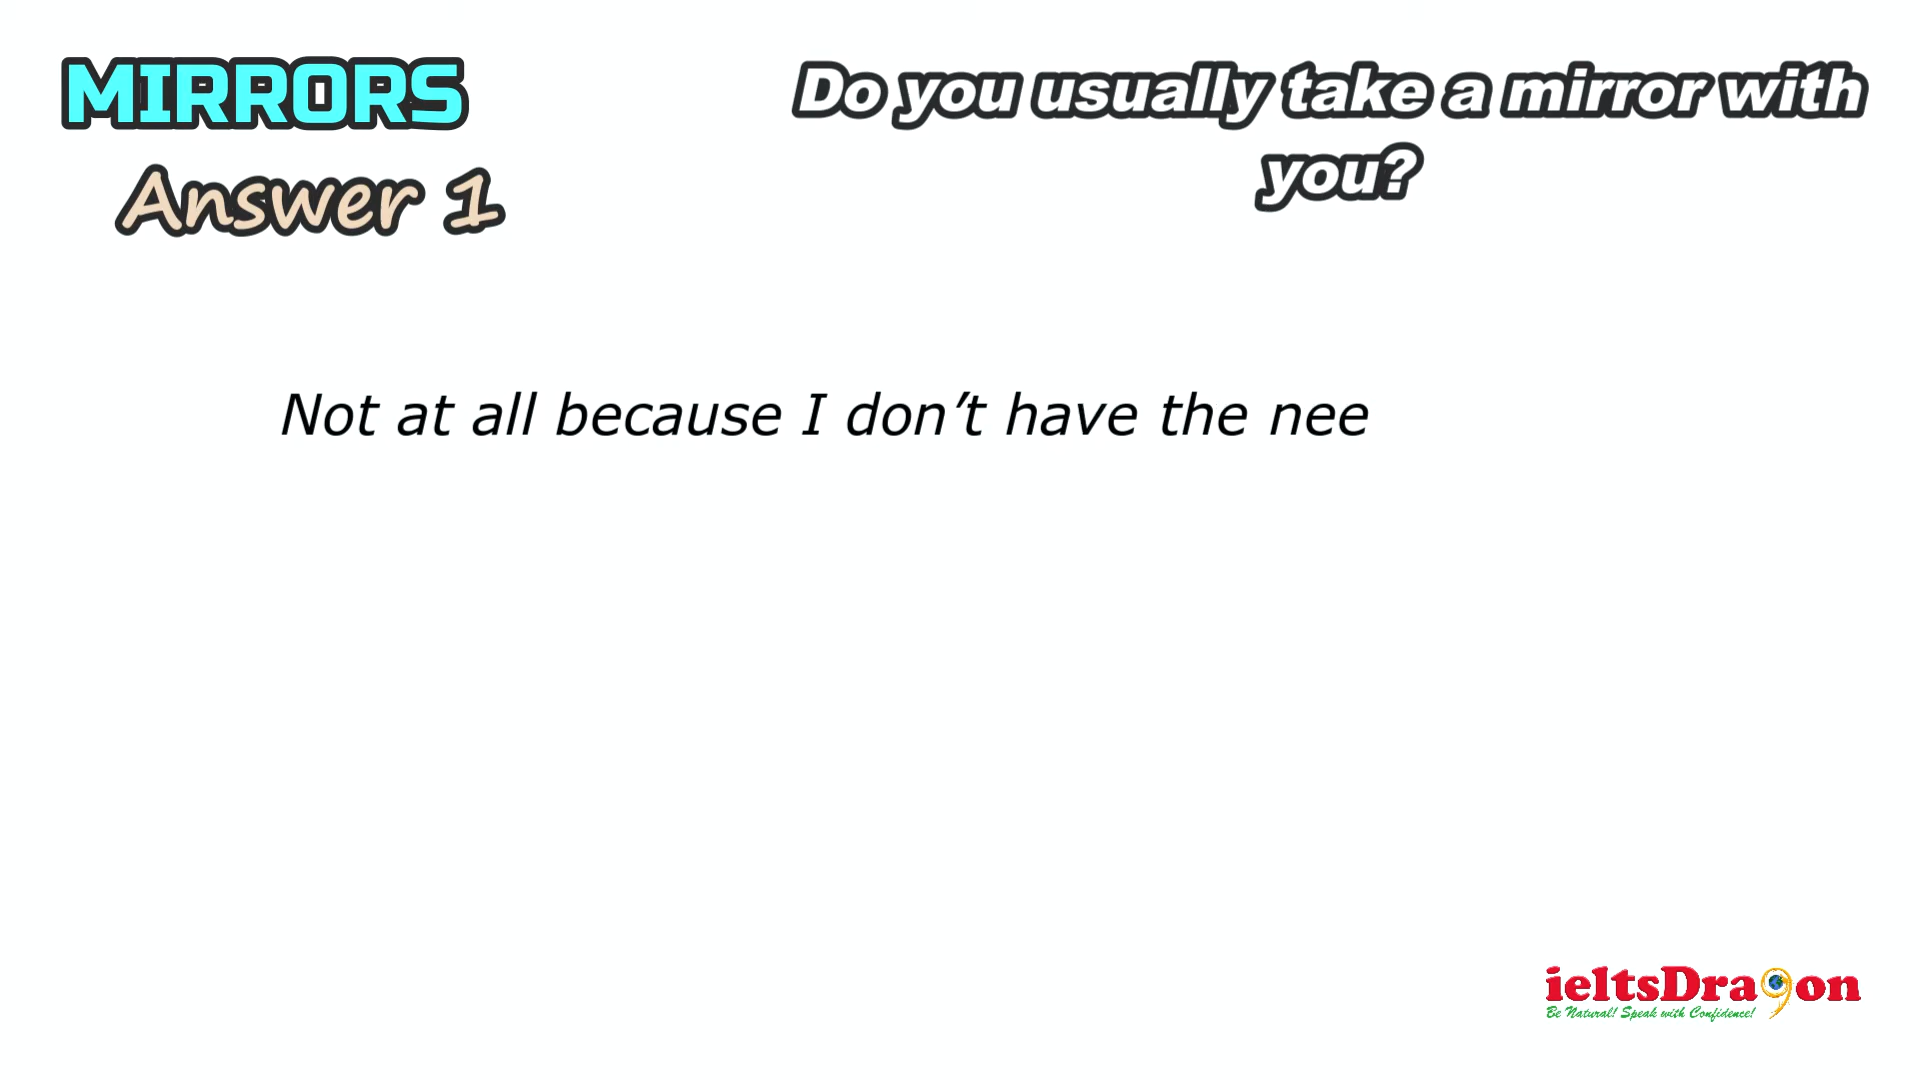 MIRRORS
Answer 1
Do you usually take a mirror with
you?
Not at all because I don’t have the nee
ieltsDra9on
Be Natural! Speak with Confidence!